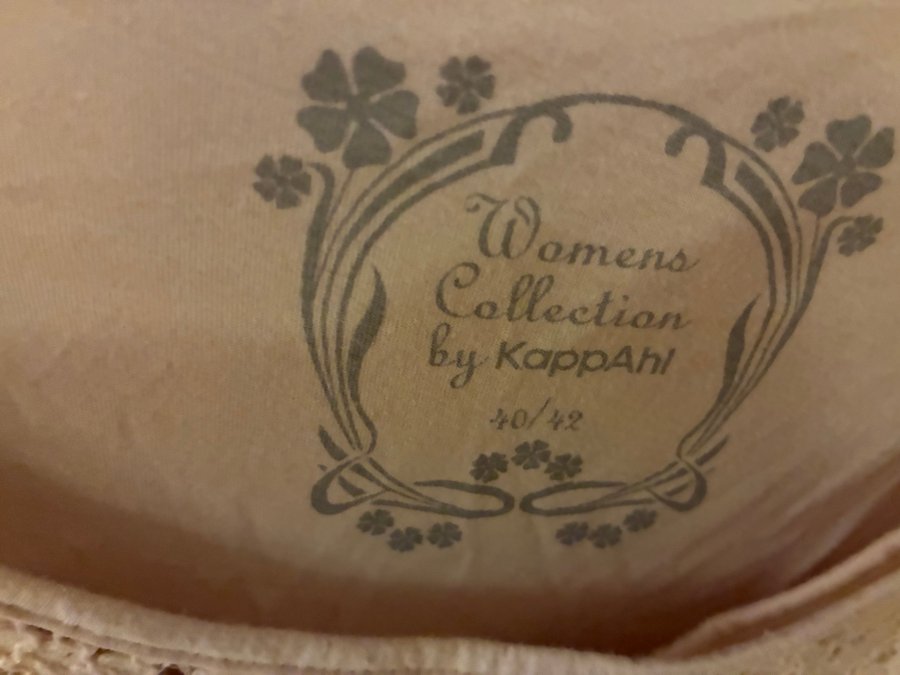 Womens
Collection
by KappAhl
40/42